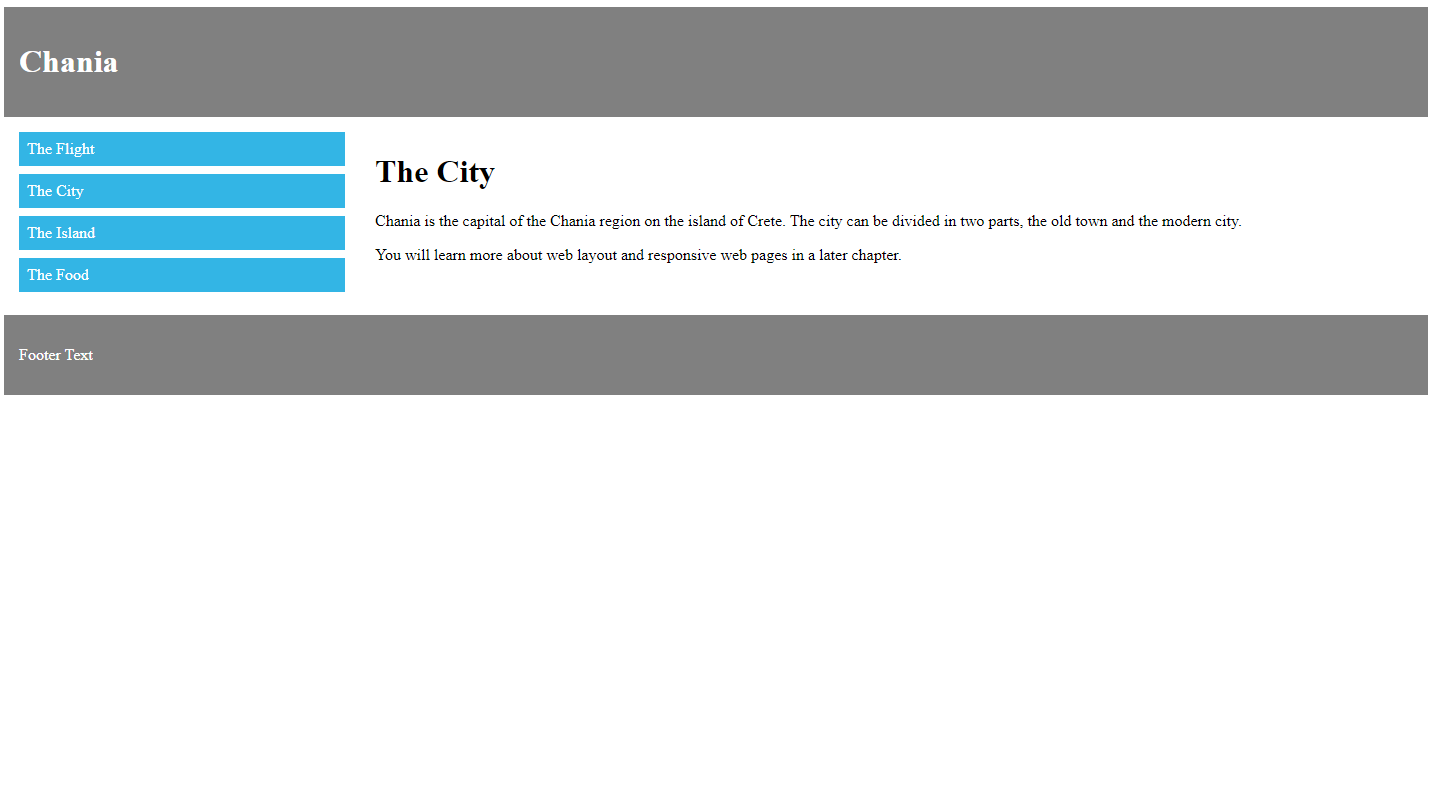 Chania
The Flight
The City
The Island
The Food
The City
Chania is the capital of the Chania region on the island of Crete. The city can be divided in two parts, the old town and the modern city.
You will learn more about web layout and responsive web pages in a later chapter.
Footer Text